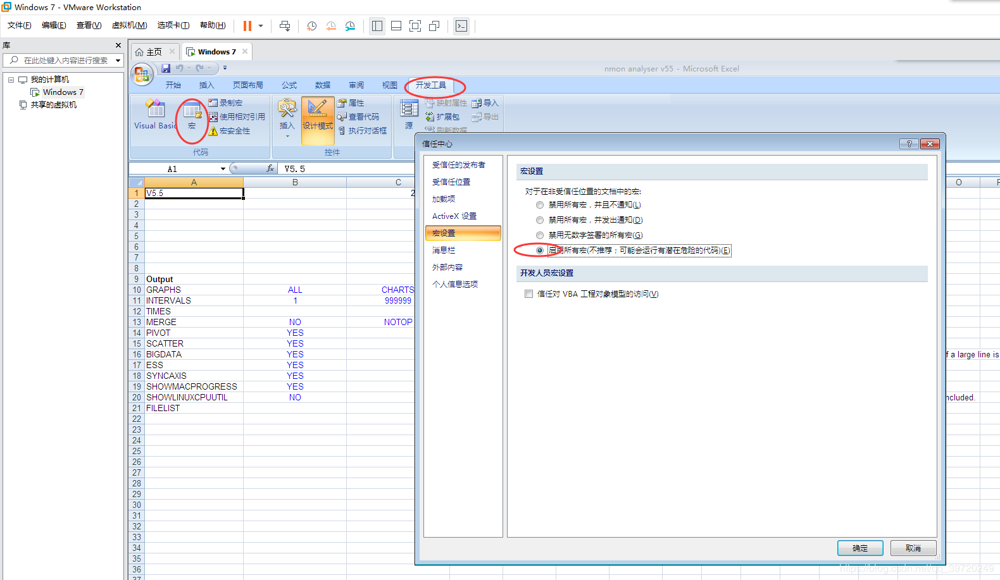 Windows 7 - VMware Workstation
文件(F) 编辑(E) 查看(V) 虚拟机(M) 选项卡(T) 帮助(H)
库
在此处键入内容进行搜索
我的计算机
Windows 7
共享的虚拟机
主页
Windows 7
nmon analyser v55 - Microsoft Excel
开始 插入 页面布局 公式 数据 审阅 视图 开发工具
Visual Basic
宏
录制宏
使用相对引用
宏安全性
代码
插入
设计模式
属性
查看代码
执行对话框
控件
源
映射属性
扩展包
刷新数据
导入
导出
A1 fx V5.5
A B C O
1 V5.5 2
2
3
4
5
6
7
8
9 Output
10 GRAPHS ALL CHARTS
11 INTERVALS 1 999999
12 TIMES
13 MERGE NO NOTOP
14 PIVOT YES
15 SCATTER YES
16 BIGDATA YES f a large line is
17 ESS YES
18 SYNCAXIS YES
19 SHOWMACPROGRESS YES
20 SHOWLINUXCPUUTIL NO ncluded.
21 FILELIST
22
23
24
25
26
27
28
29
30
31
32
33
34
35
36
37
信任中心
受信任的发布者
受信任位置
加载项
ActiveX 设置
宏设置
消息栏
外部内容
个人信息选项
宏设置
对于在非受信任位置的文档中的宏:
禁用所有宏，并且不通知(L)
禁用所有宏，并发出通知(D)
禁用无数字签署的所有宏(G)
启用所有宏(不推荐；可能会运行有潜在危险的代码)(E)
开发人员宏设置
信任对 VBA 工程对象模型的访问(V)
确定 取消
https://blog.csdn.net/qq_39720249